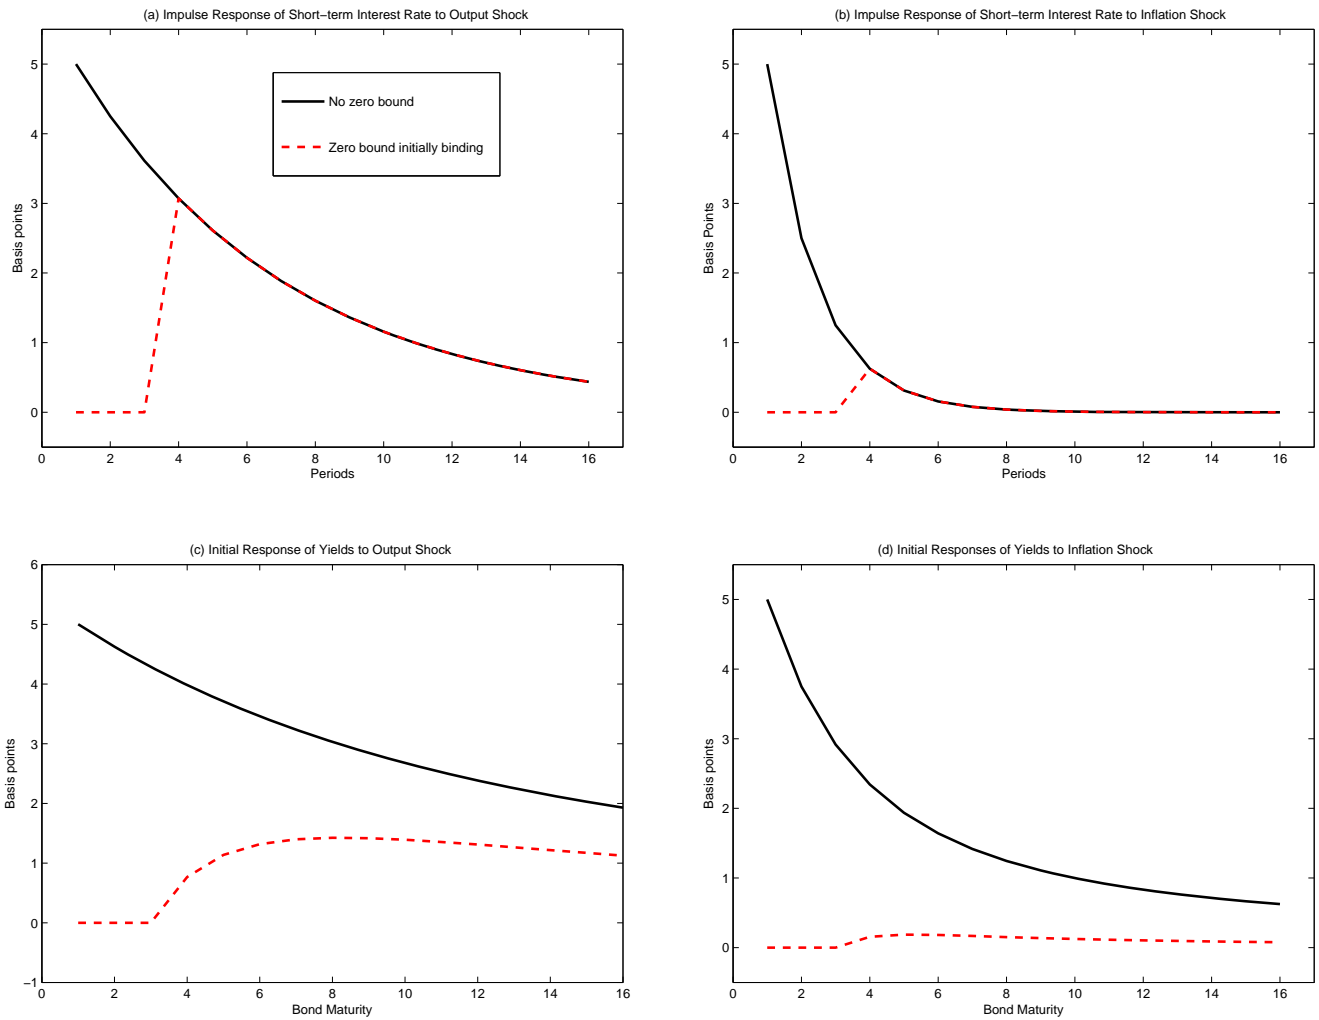 (a) Impulse Response of Short−term Interest Rate to Output Shock
5
4
3
2
1
0
Basis points
No zero bound
Zero bound initially binding
0 2 4 6 8 10 12 14 16
Periods
(b) Impulse Response of Short−term Interest Rate to Inflation Shock
5
4
3
2
1
0
Basis Points
0 2 4 6 8 10 12 14 16
Periods
(c) Initial Response of Yields to Output Shock
6
5
4
3
2
1
0
−1
Basis points
0 2 4 6 8 10 12 14 16
Bond Maturity
(d) Initial Responses of Yields to Inflation Shock
5
4
3
2
1
0
Basis points
0 2 4 6 8 10 12 14 16
Bond Maturity